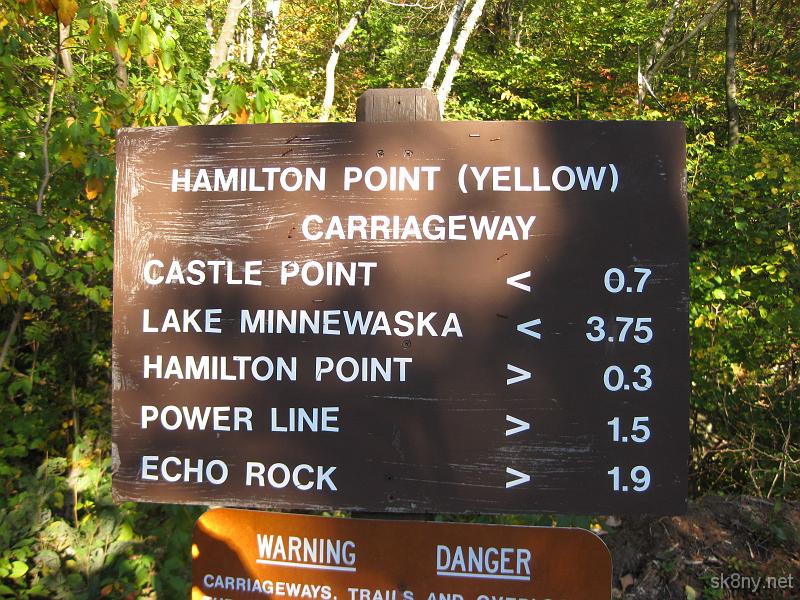 HAMILTON POINT (YELLOW)
CARRIAGEWAY
CASTLE POINT < 0.7
LAKE MINNEWASKA < 3.75
HAMILTON POINT > 0.3
POWER LINE > 1.5
ECHO ROCK > 1.9
WARNING DANGER
CARRIAGEWAYS, TRAILS AND
sk8ny.net